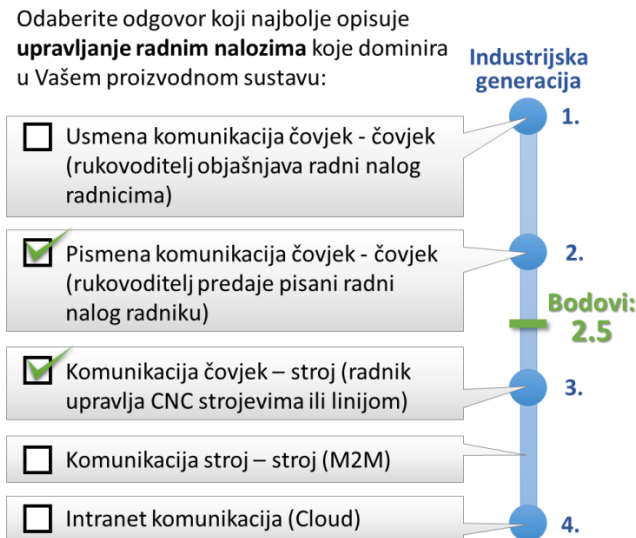 Odaberite odgovor koji najbolje opisuje
upravljanje radnim nalozima koje dominira
u Vašem proizvodnom sustavu:
Industrijska
generacija
Usmena komunikacija čovjek - čovjek
(rukovoditelj objašnjava radni nalog
radnicima)
1.
Pismena komunikacija čovjek - čovjek
(rukovoditelj predaje pisani radni
nalog radniku)
2.
Bodovi:
2.5
Komunikacija čovjek – stroj (radnik
upravlja CNC strojevima ili linijom)
3.
Komunikacija stroj – stroj (M2M)
Intranet komunikacija (Cloud)
4.